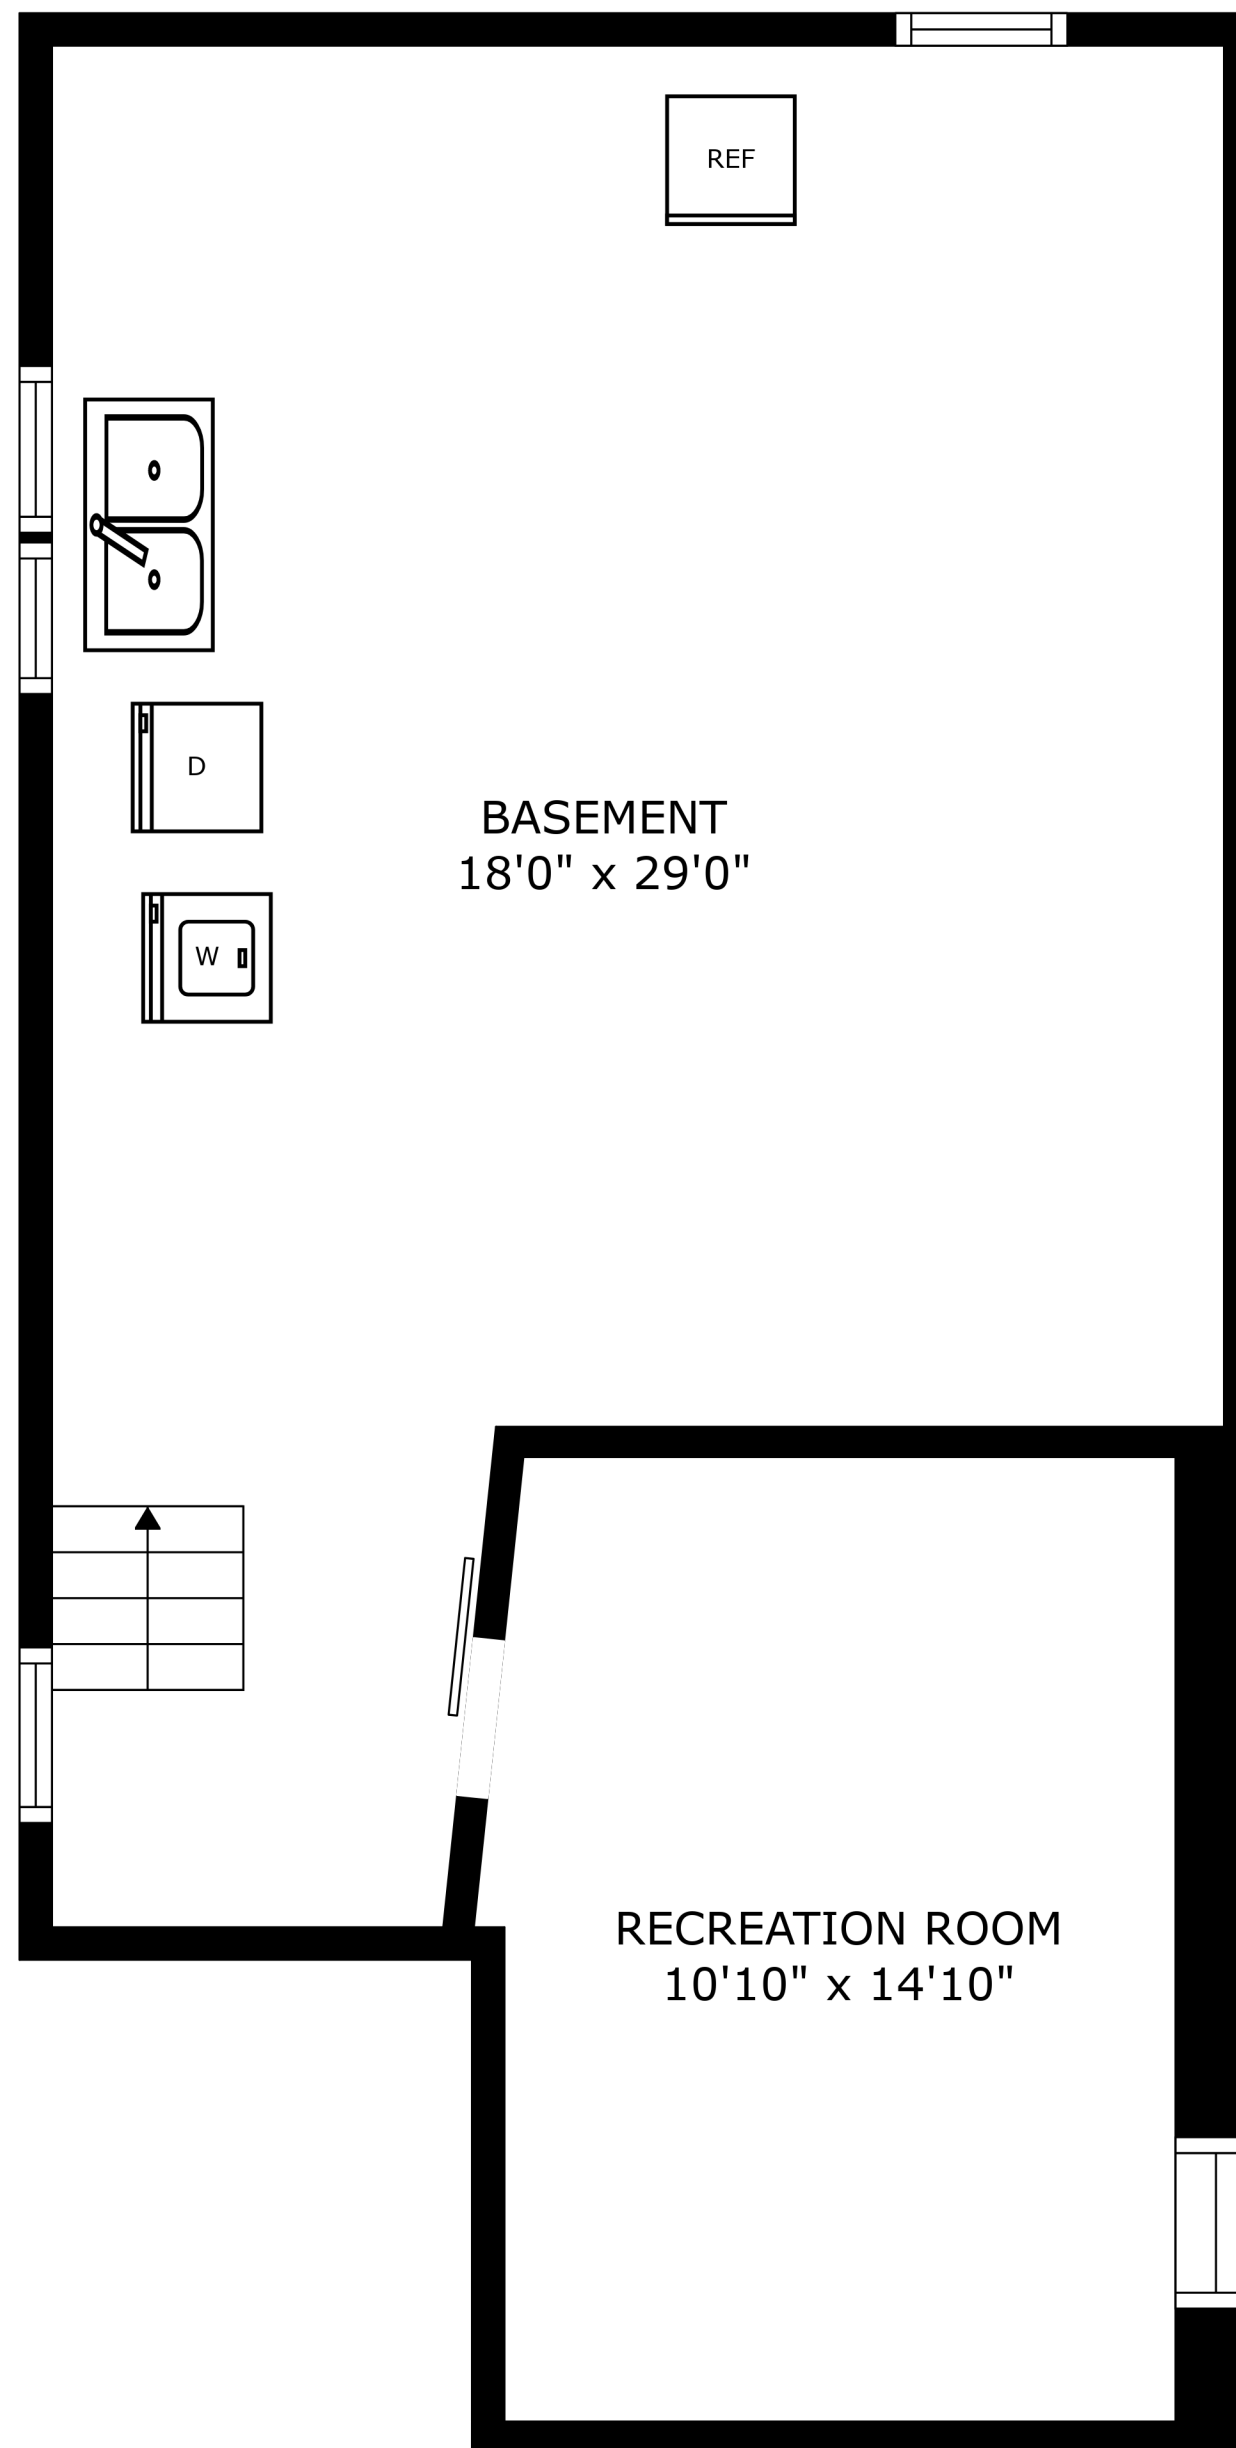 REF
D
BASEMENT
18'0" x 29'0"
W
RECREATION ROOM
10'10" x 14'10"